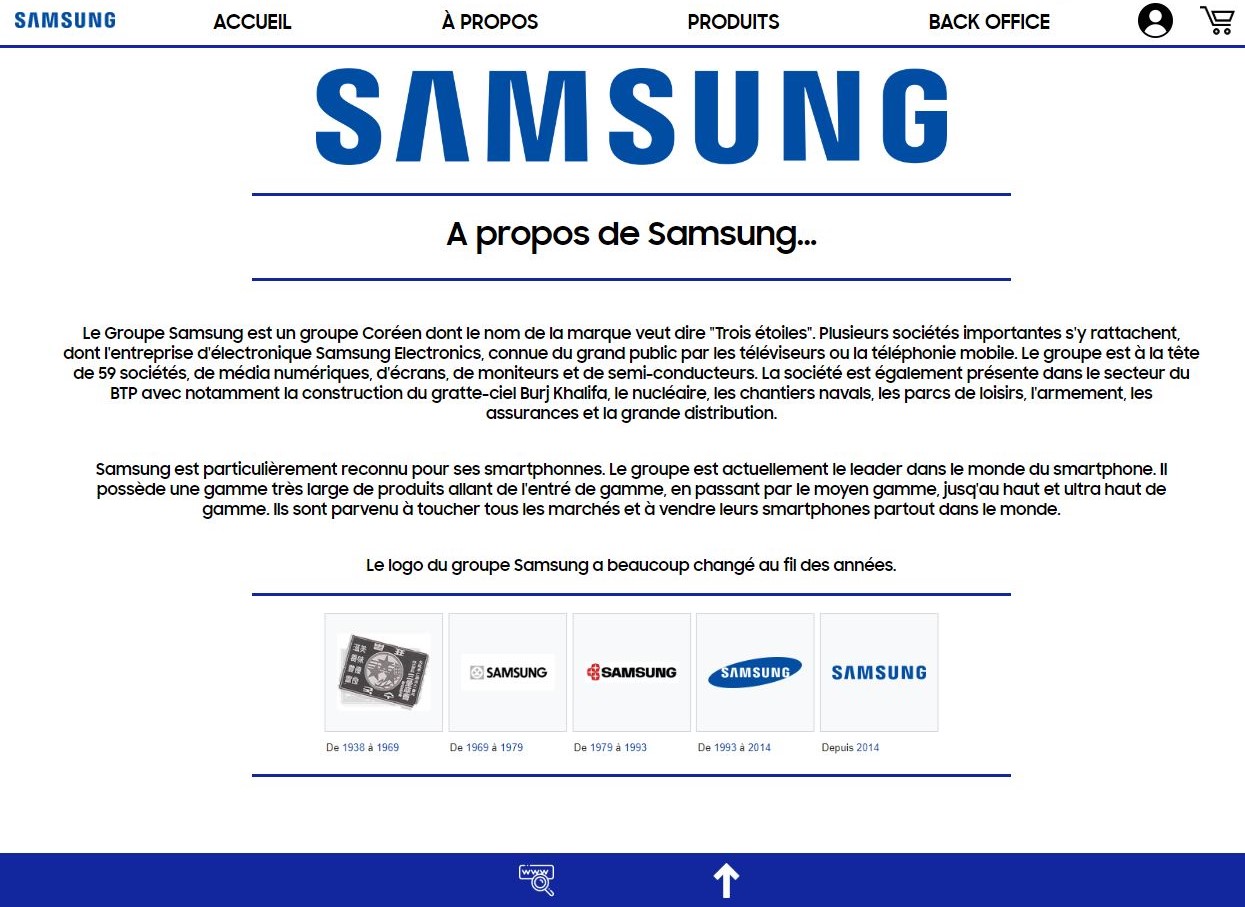 SAMSUNG
ACCUEIL
À PROPOS
PRODUITS
BACK OFFICE
SAMSUNG
A propos de Samsung...
Le Groupe Samsung est un groupe Coréen dont le nom de la marque veut dire "Trois étoiles". Plusieurs sociétés importantes s'y rattachent,
dont l'entreprise d'électronique Samsung Electronics, connue du grand public par les téléviseurs ou la téléphonie mobile. Le groupe est à la tête
de 59 sociétés, de média numériques, d'écrans, de moniteurs et de semi-conducteurs. La société est également présente dans le secteur du
BTP avec notamment la construction du gratte-ciel Burj Khalifa, le nucléaire, les chantiers navals, les parcs de loisirs, l'armement, les
assurances et la grande distribution.
Samsung est particulièrement reconnu pour ses smartphonnes. Le groupe est actuellement le leader dans le monde du smartphone. Il
possède une gamme très large de produits allant de l'entré de gamme, en passant par le moyen gamme, jusq'au haut et ultra haut de
gamme. Ils sont parvenu à toucher tous les marchés et à vendre leurs smartphones partout dans le monde.
Le logo du groupe Samsung a beaucoup changé au fil des années.
SAMSUNG
SAMSUNG
SAMSUNG
SAMSUNG
De 1938 à 1969
De 1969 à 1979
De 1979 à 1993
De 1993 à 2014
Depuis 2014
www